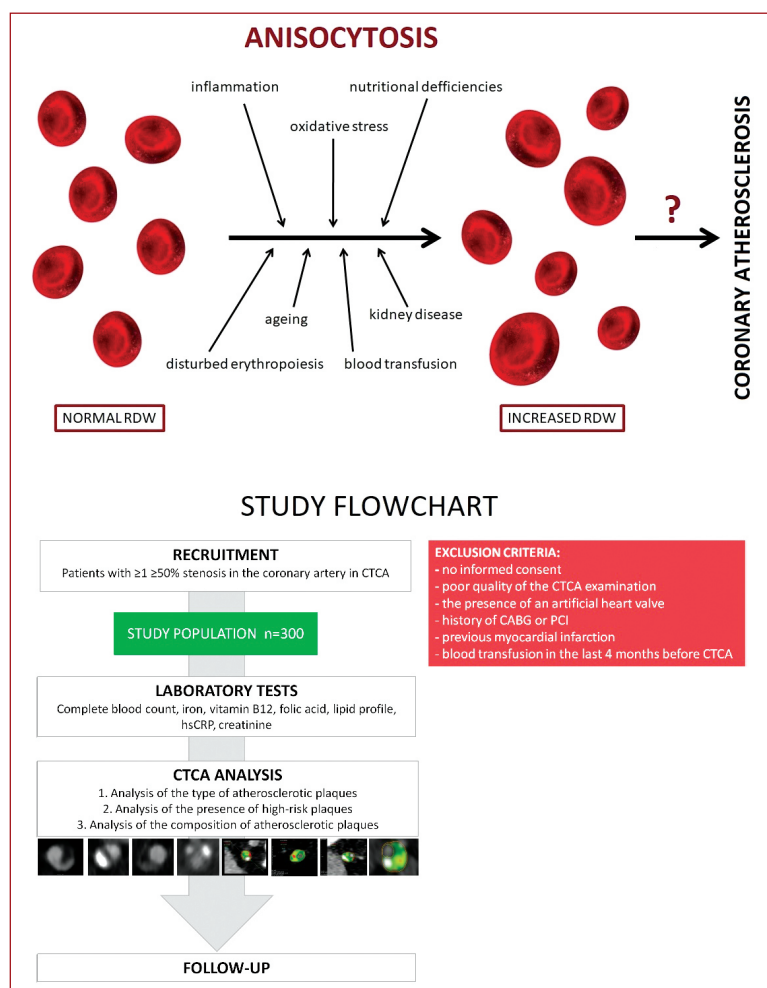 ANISOCYTOSIS
inflammation
nutritional defficiencies
oxidative stress
?
CORONARY ATHEROSCLEROSIS
ageing
kidney disease
disturbed erythropoiesis
blood transfusion
NORMAL RDW
INCREASED RDW
STUDY FLOWCHART
RECRUITMENT
Patients with ≥1 ≥50% stenosis in the coronary artery in CTCA
STUDY POPULATION n=300
EXCLUSION CRITERIA:
- no informed consent
- poor quality of the CTCA examination
- the presence of an artificial heart valve
- history of CABG or PCI
- previous myocardial infarction
- blood transfusion in the last 4 months before CTCA
LABORATORY TESTS
Complete blood count, iron, vitamin B12, folic acid, lipid profile,
hsCRP, creatinine
CTCA ANALYSIS
1. Analysis of the type of atherosclerotic plaques
2. Analysis of the presence of high-risk plaques
3. Analysis of the composition of atherosclerotic plaques
FOLLOW-UP